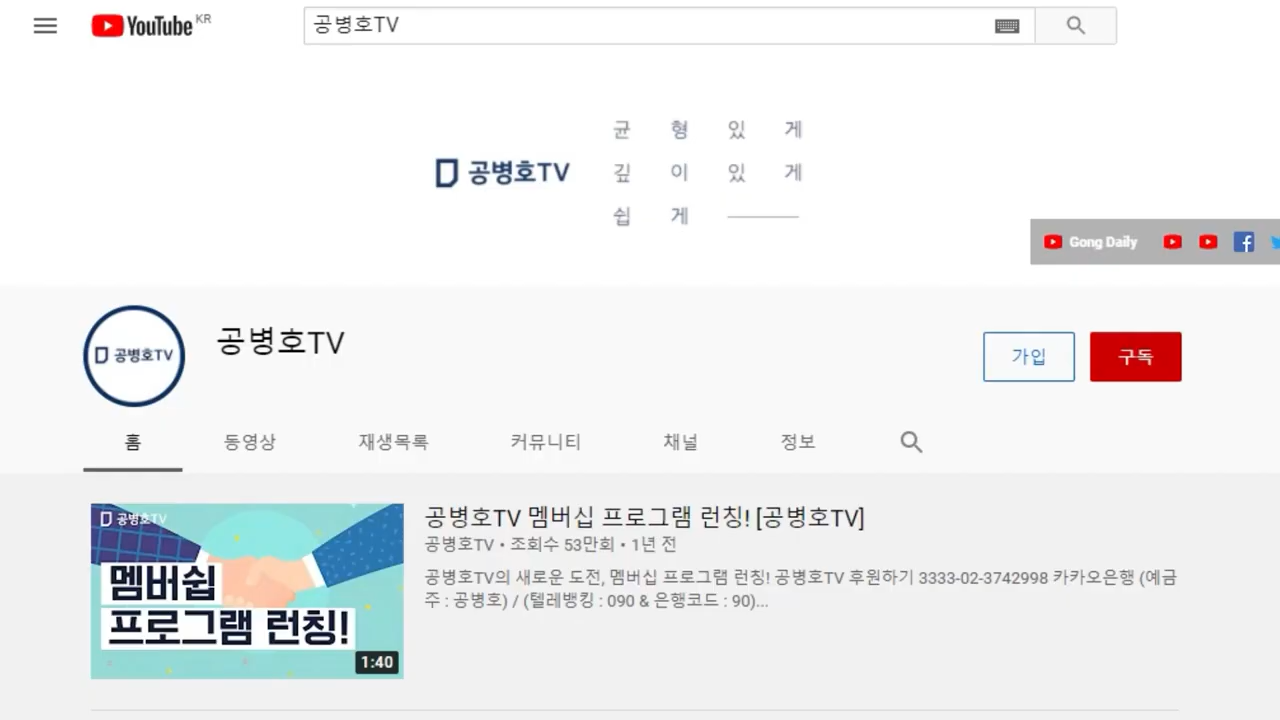 YouTube KR
공병호TV
균 형 있 게
공병호TV
깊 이 있 게
쉽 게
Gong Daily
공병호TV
공병호TV
가입
구독
홈
동영상
재생목록
커뮤니티
채널
정보
공병호TV
멤버쉽
프로그램 런칭!
1:40
공병호TV 멤버십 프로그램 런칭! [공병호TV]
공병호TV • 조회수 53만회 • 1년 전
공병호TV의 새로운 도전, 멤버십 프로그램 런칭! 공병호TV 후원하기 3333-02-3742998 카카오은행 (예금
주 : 공병호) / (텔레뱅킹 : 090 & 은행코드 : 90)...